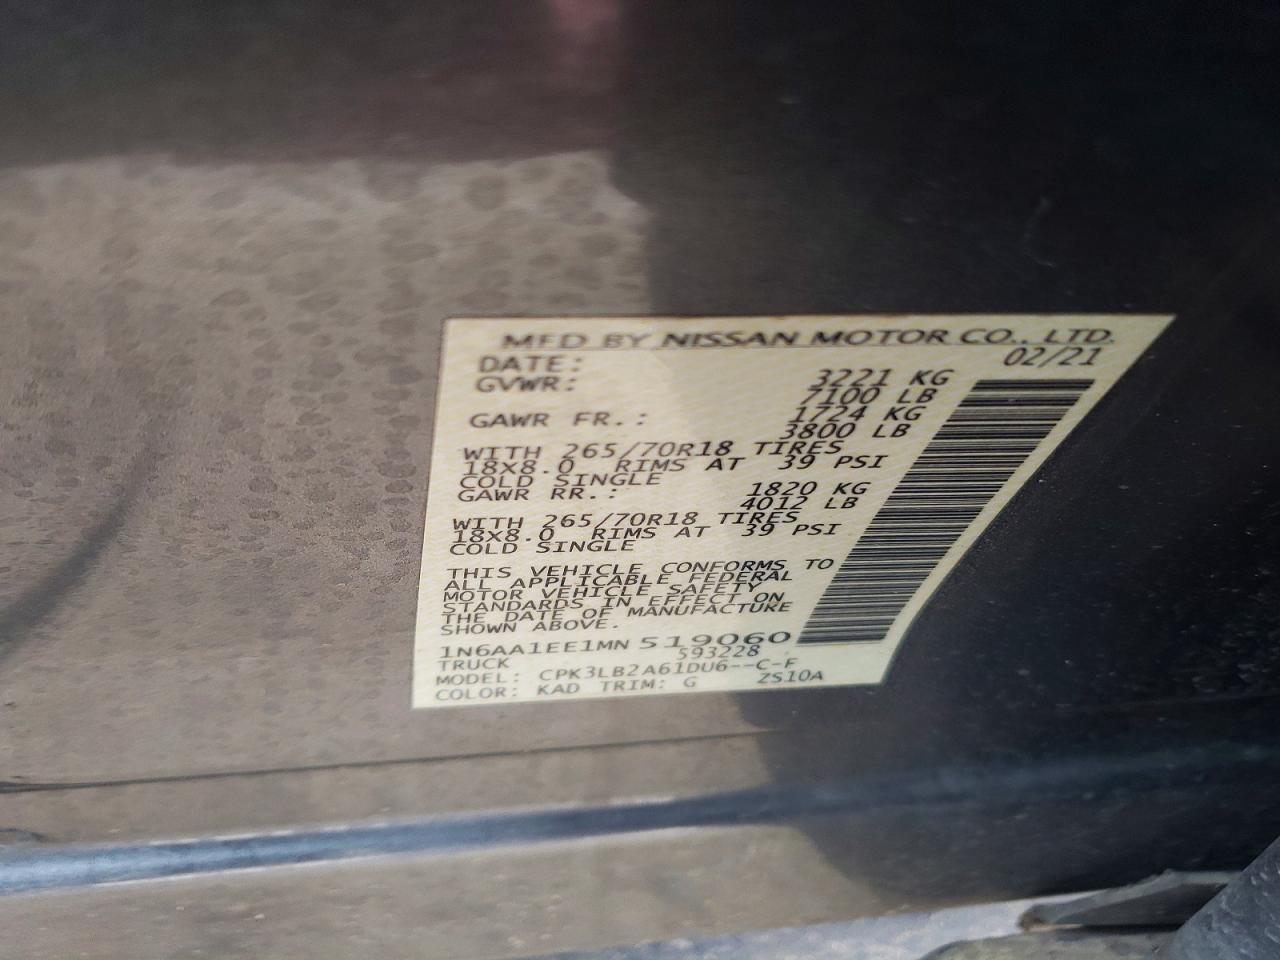 MFD BY NISSAN MOTOR CO., LTD.
DATE: 02/21
GVWR: 3221 KG
7100 LB
GAWR FR.: 1724 KG
3800 LB
WITH 265/70R18 TIRES
18X8.0 RIMS AT 39 PSI
COLD SINGLE
GAWR RR.: 1820 KG
4012 LB
WITH 265/70R18 TIRES
18X8.0 RIMS AT 39 PSI
COLD SINGLE
THIS VEHICLE CONFORMS TO
ALL APPLICABLE FEDERAL
MOTOR VEHICLE SAFETY
STANDARDS IN EFFECT ON
THE DATE OF MANUFACTURE
SHOWN ABOVE.
1N6AA1EE1MN 519060
593228
TRUCK
MODEL: CPK3LB2A61DU6--C-F
COLOR: KAD TRIM: G ZS10A